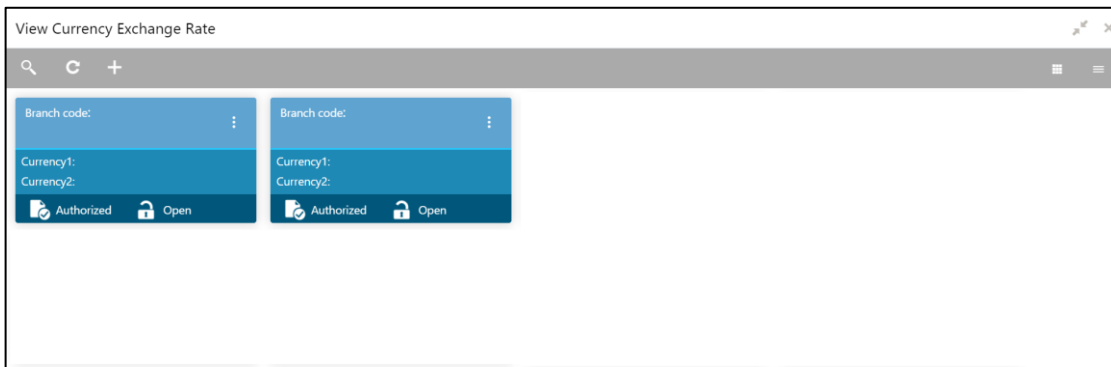 View Currency Exchange Rate
Branch code:
Currency1:
Currency2:
Authorized Open
Branch code:
Currency1:
Currency2:
Authorized Open